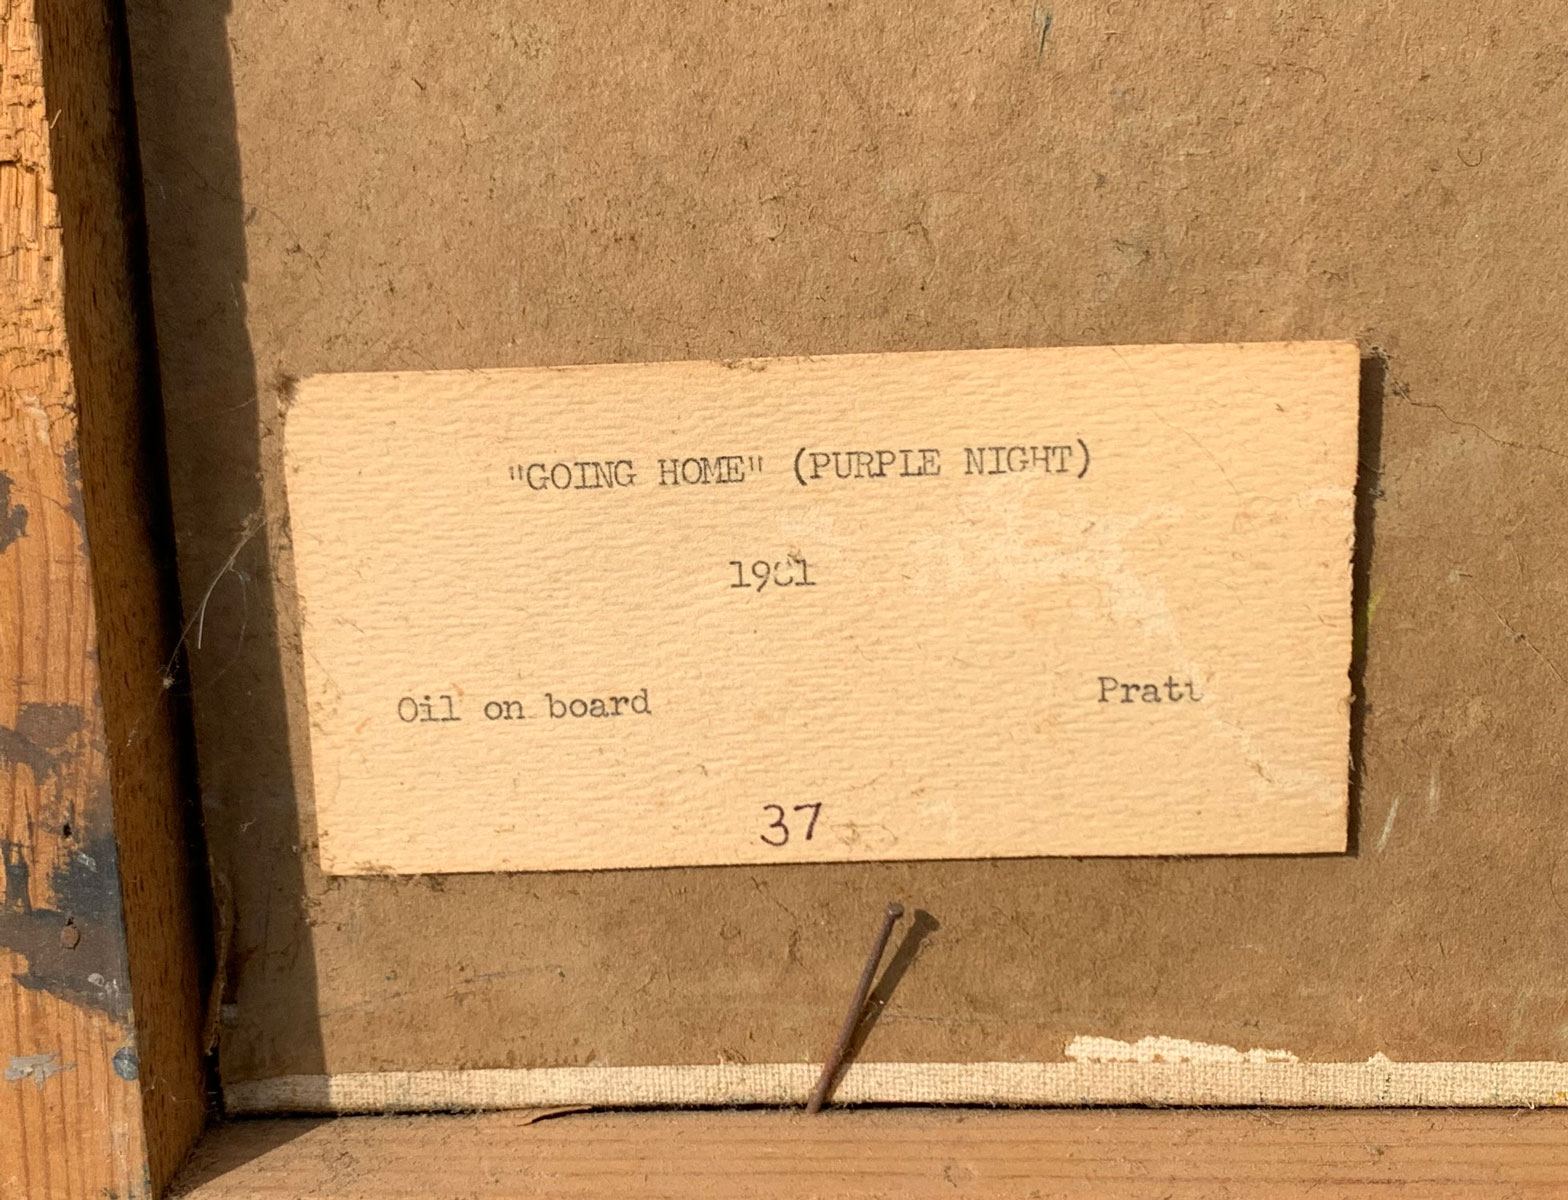 "GOING HOME" (PURPLE NIGHT)
Oil on board
Pratt
37